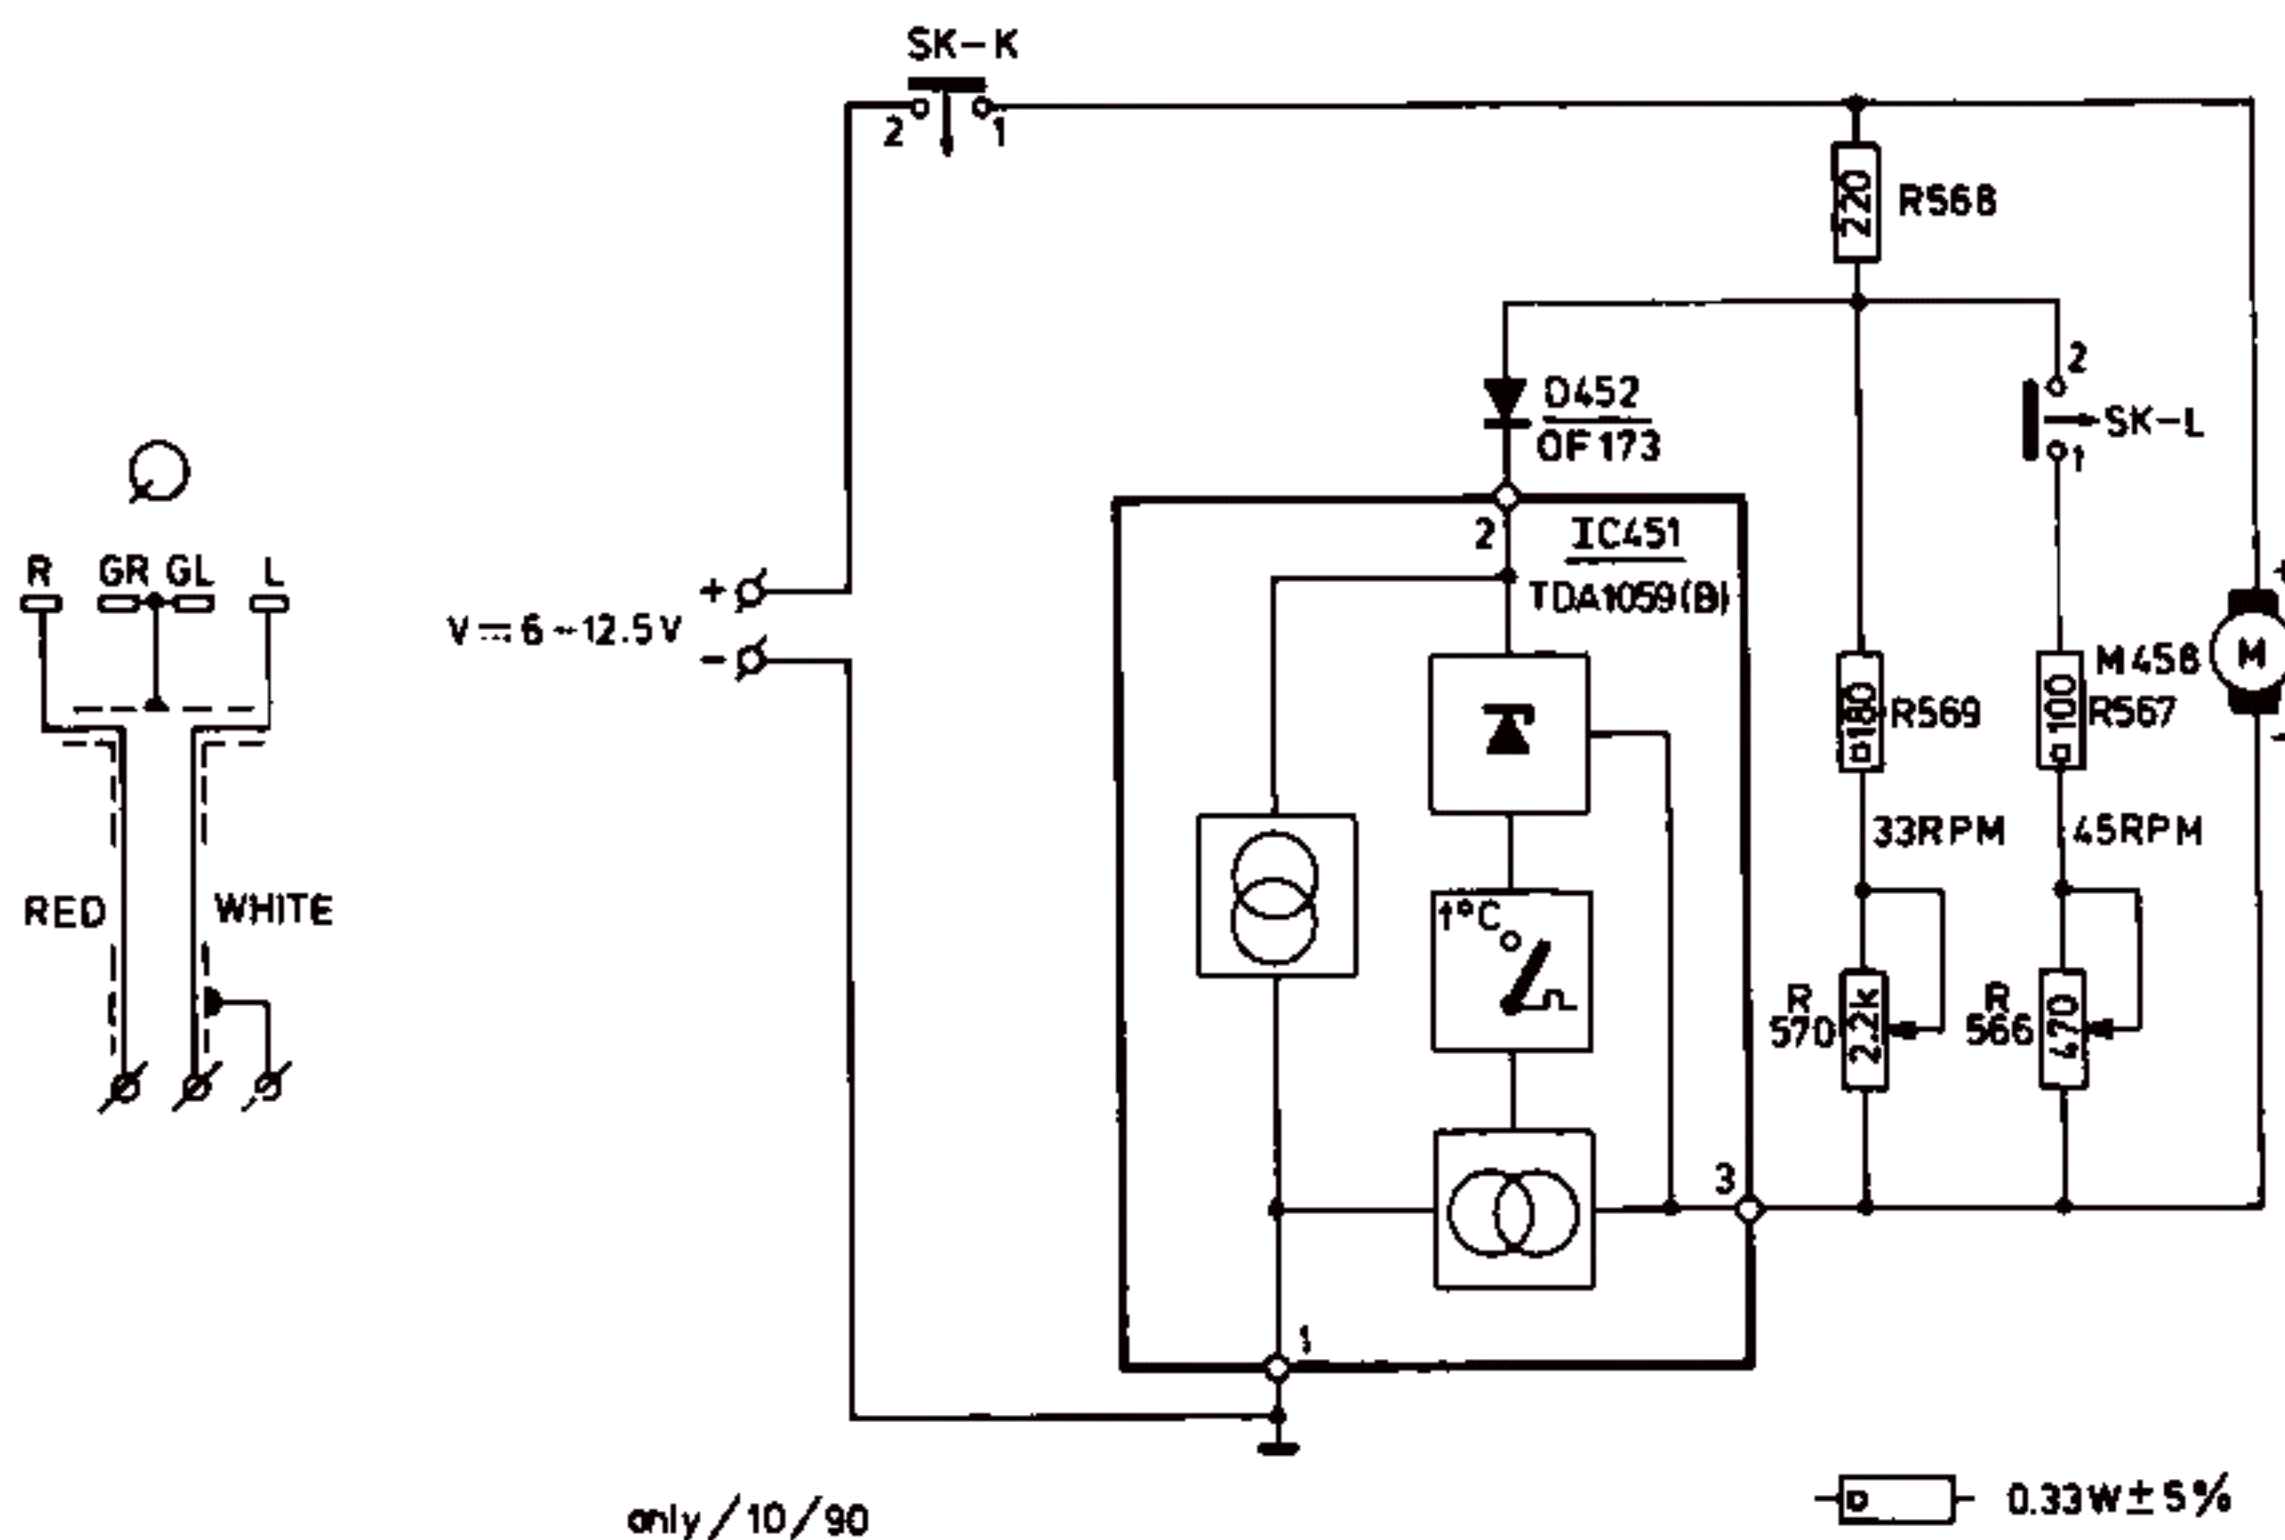 SK-K
2 1
220
R568
2
D452
OF173
SK-L
1
2
IC451
TDA1059(B)
R GR GL L
+
V=6-12.5V
-
+
M
M458
180
R569
100
R567
-
33RPM
45RPM
RED
WHITE
t°C
R
570
2.2k
R
566
470
3
1
only/10/90
0.33W±5%